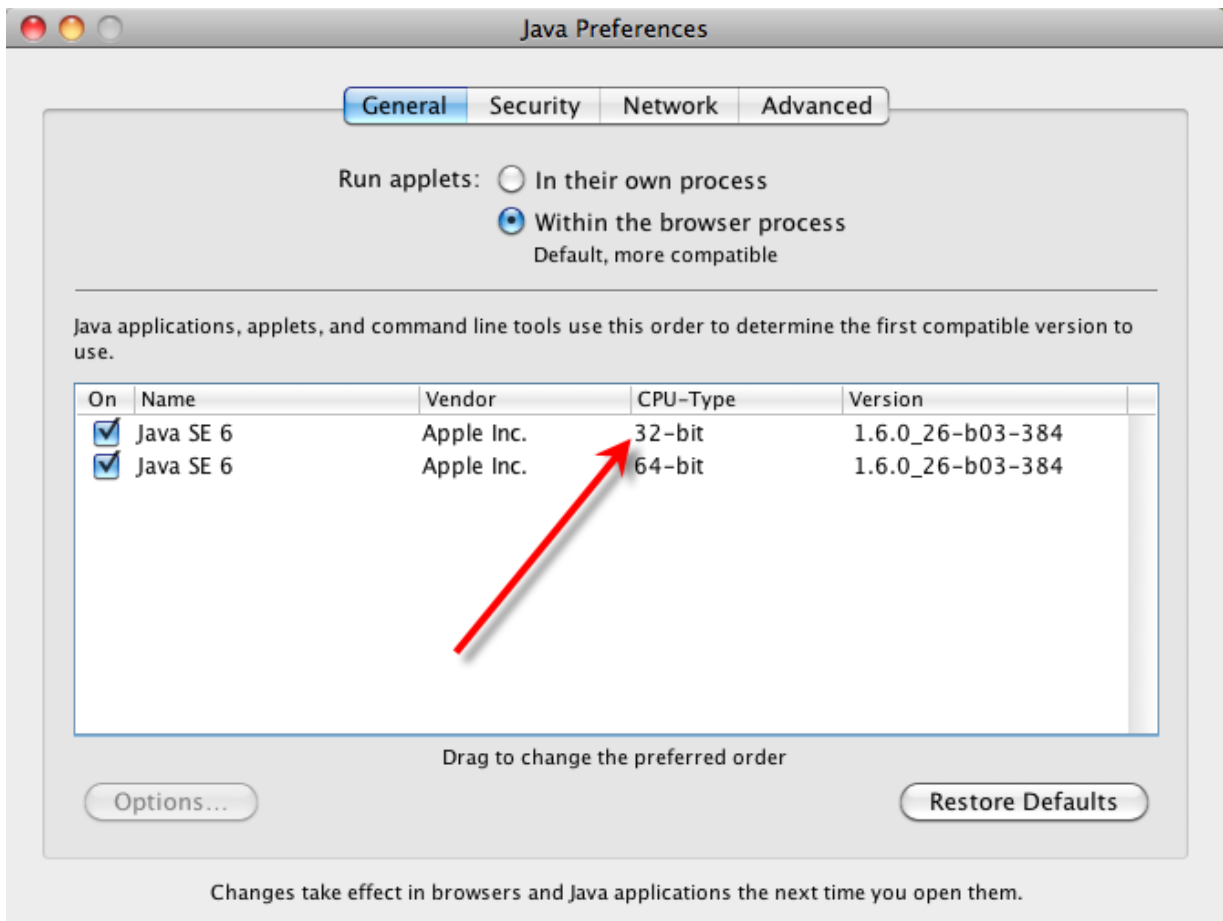 Java Preferences
General Security Network Advanced
Run applets: In their own process
Within the browser process
Default, more compatible
Java applications, applets, and command line tools use this order to determine the first compatible version to
use.
On Name Vendor CPU-Type Version
Java SE 6 Apple Inc. 32-bit 1.6.0_26-b03-384
Java SE 6 Apple Inc. 64-bit 1.6.0_26-b03-384
Drag to change the preferred order
Options... Restore Defaults
Changes take effect in browsers and Java applications the next time you open them.